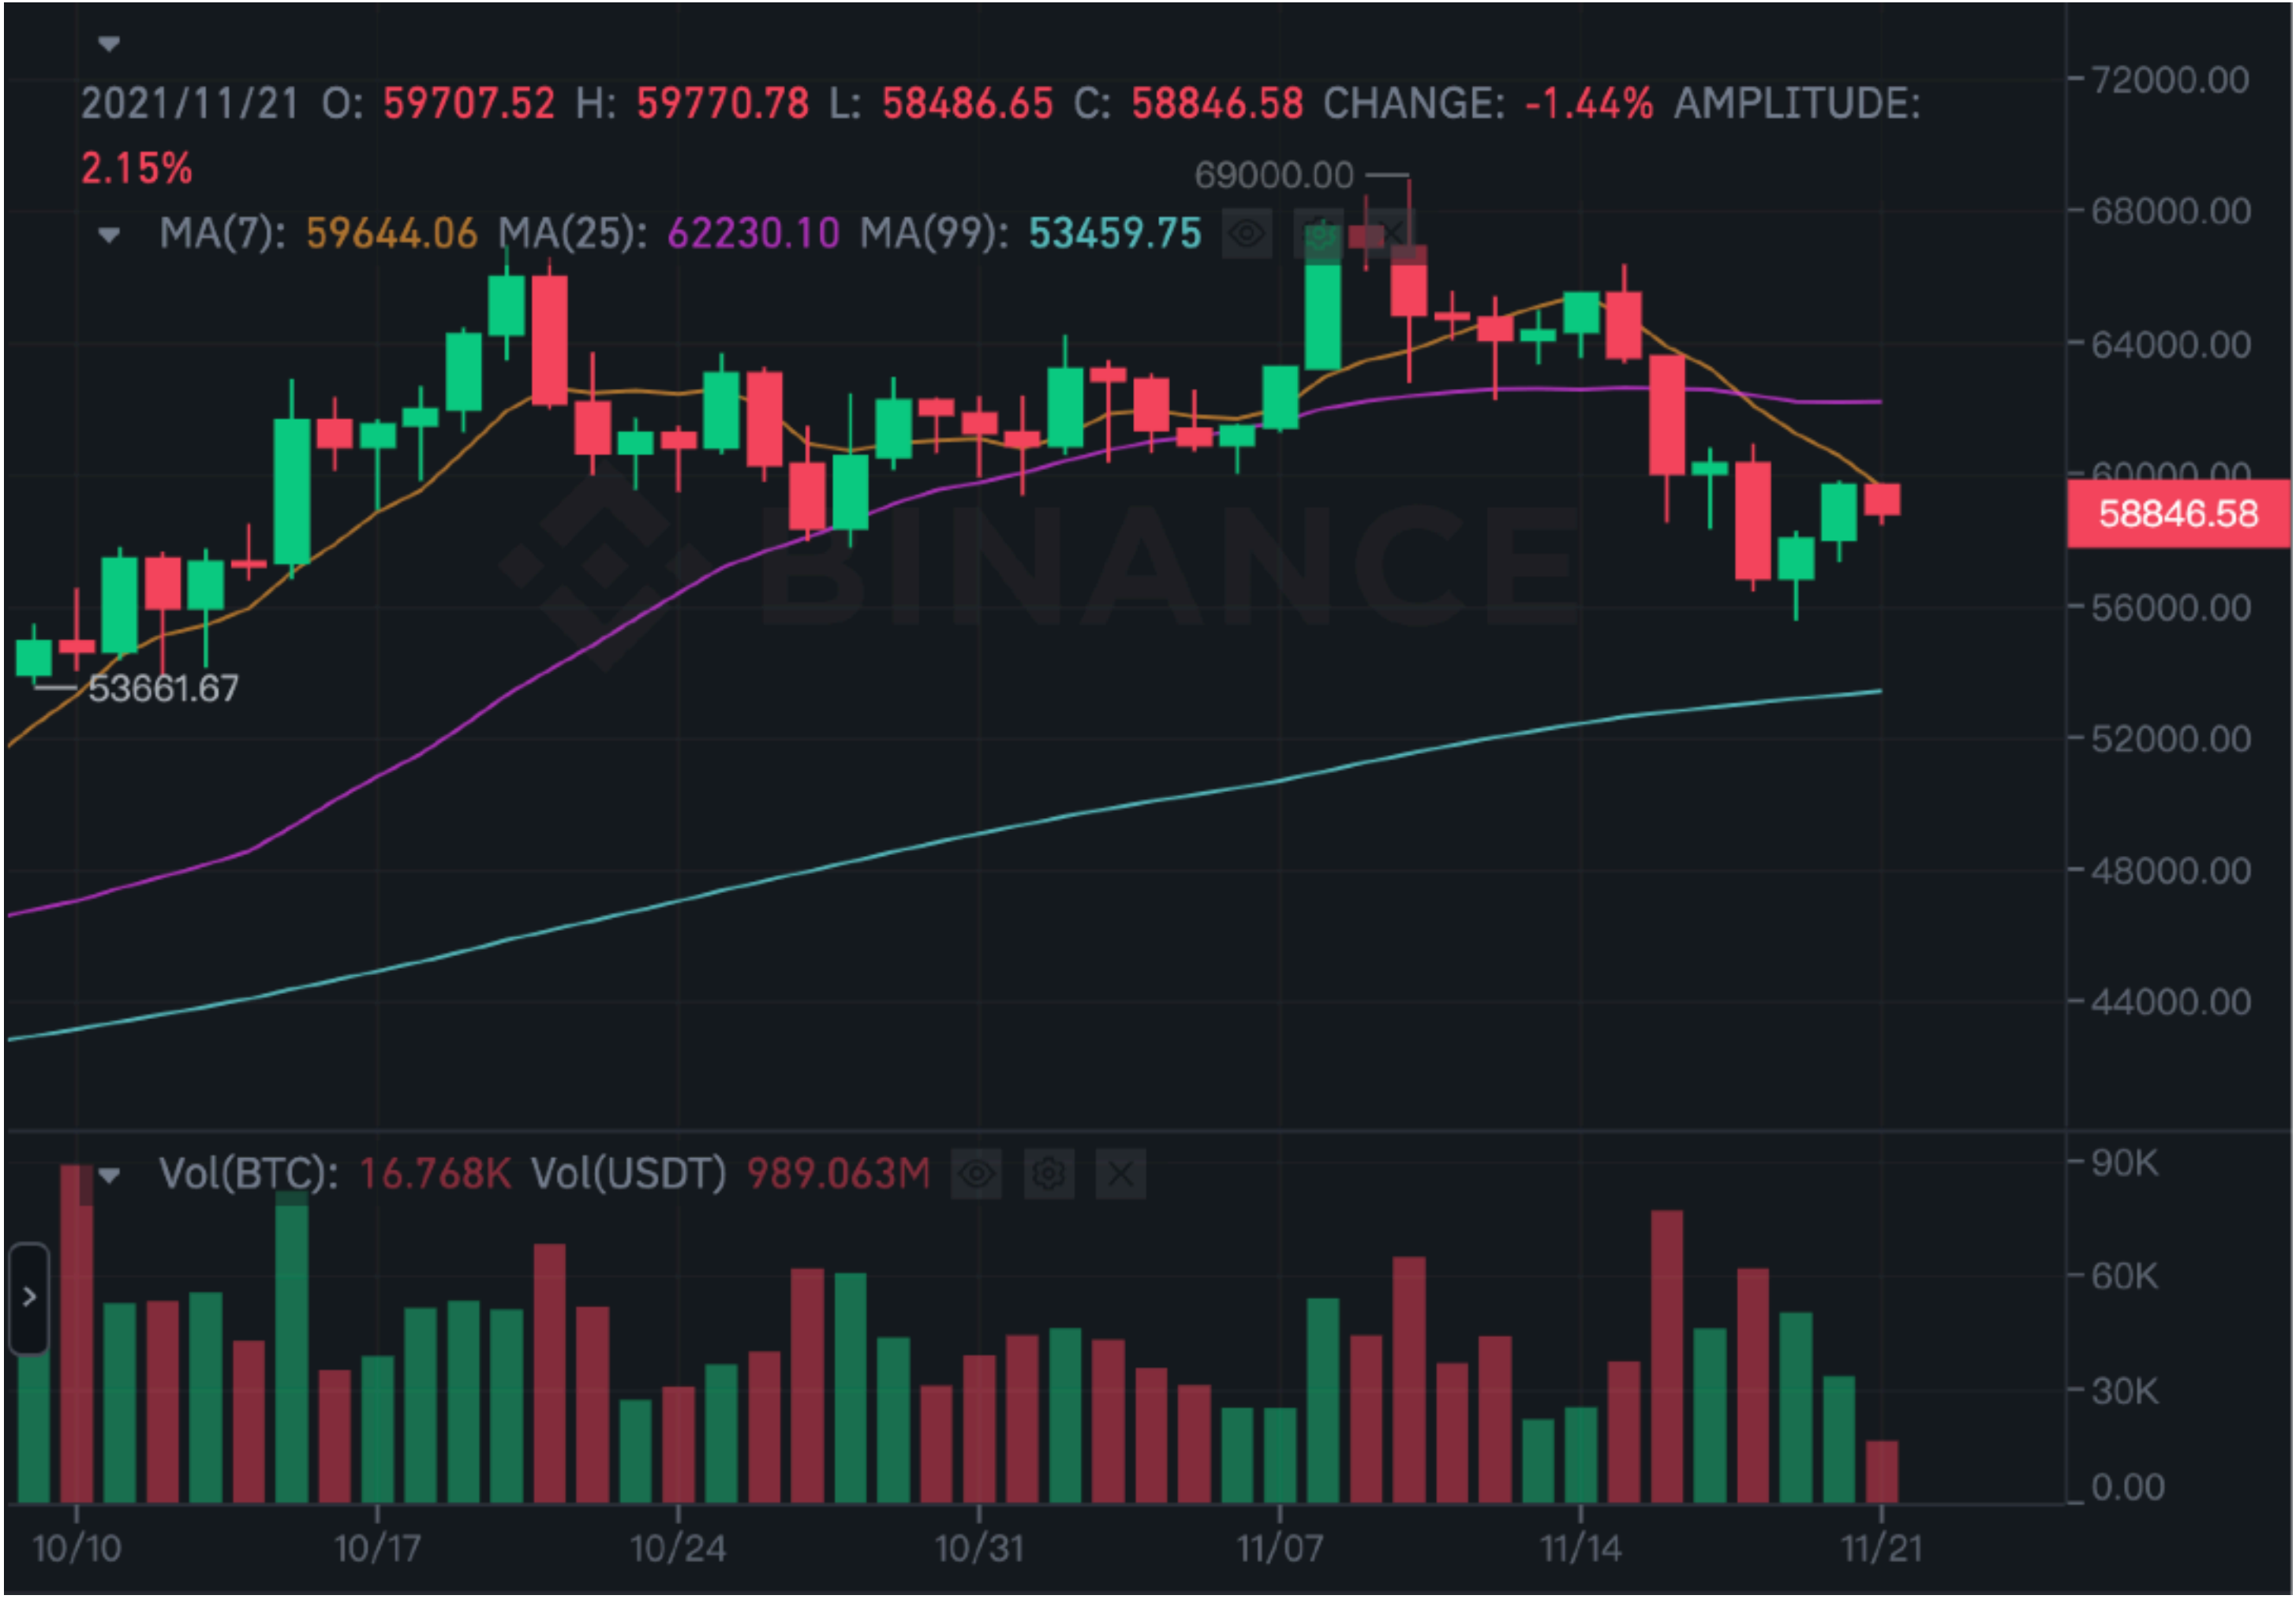 2021/11/21 O: 59707.52 H: 59770.78 L: 58486.65 C: 58846.58 CHANGE: -1.44% AMPLITUDE:
2.15%
MA(7): 59644.06 MA(25): 62230.10 MA(99): 53459.75
69000.00
53661.67
BINANCE
72000.00
68000.00
64000.00
60000.00
58846.58
56000.00
52000.00
48000.00
44000.00
Vol(BTC): 16.768K Vol(USDT) 989.063M
90K
60K
30K
0.00
10/10 10/17 10/24 10/31 11/07 11/14 11/21